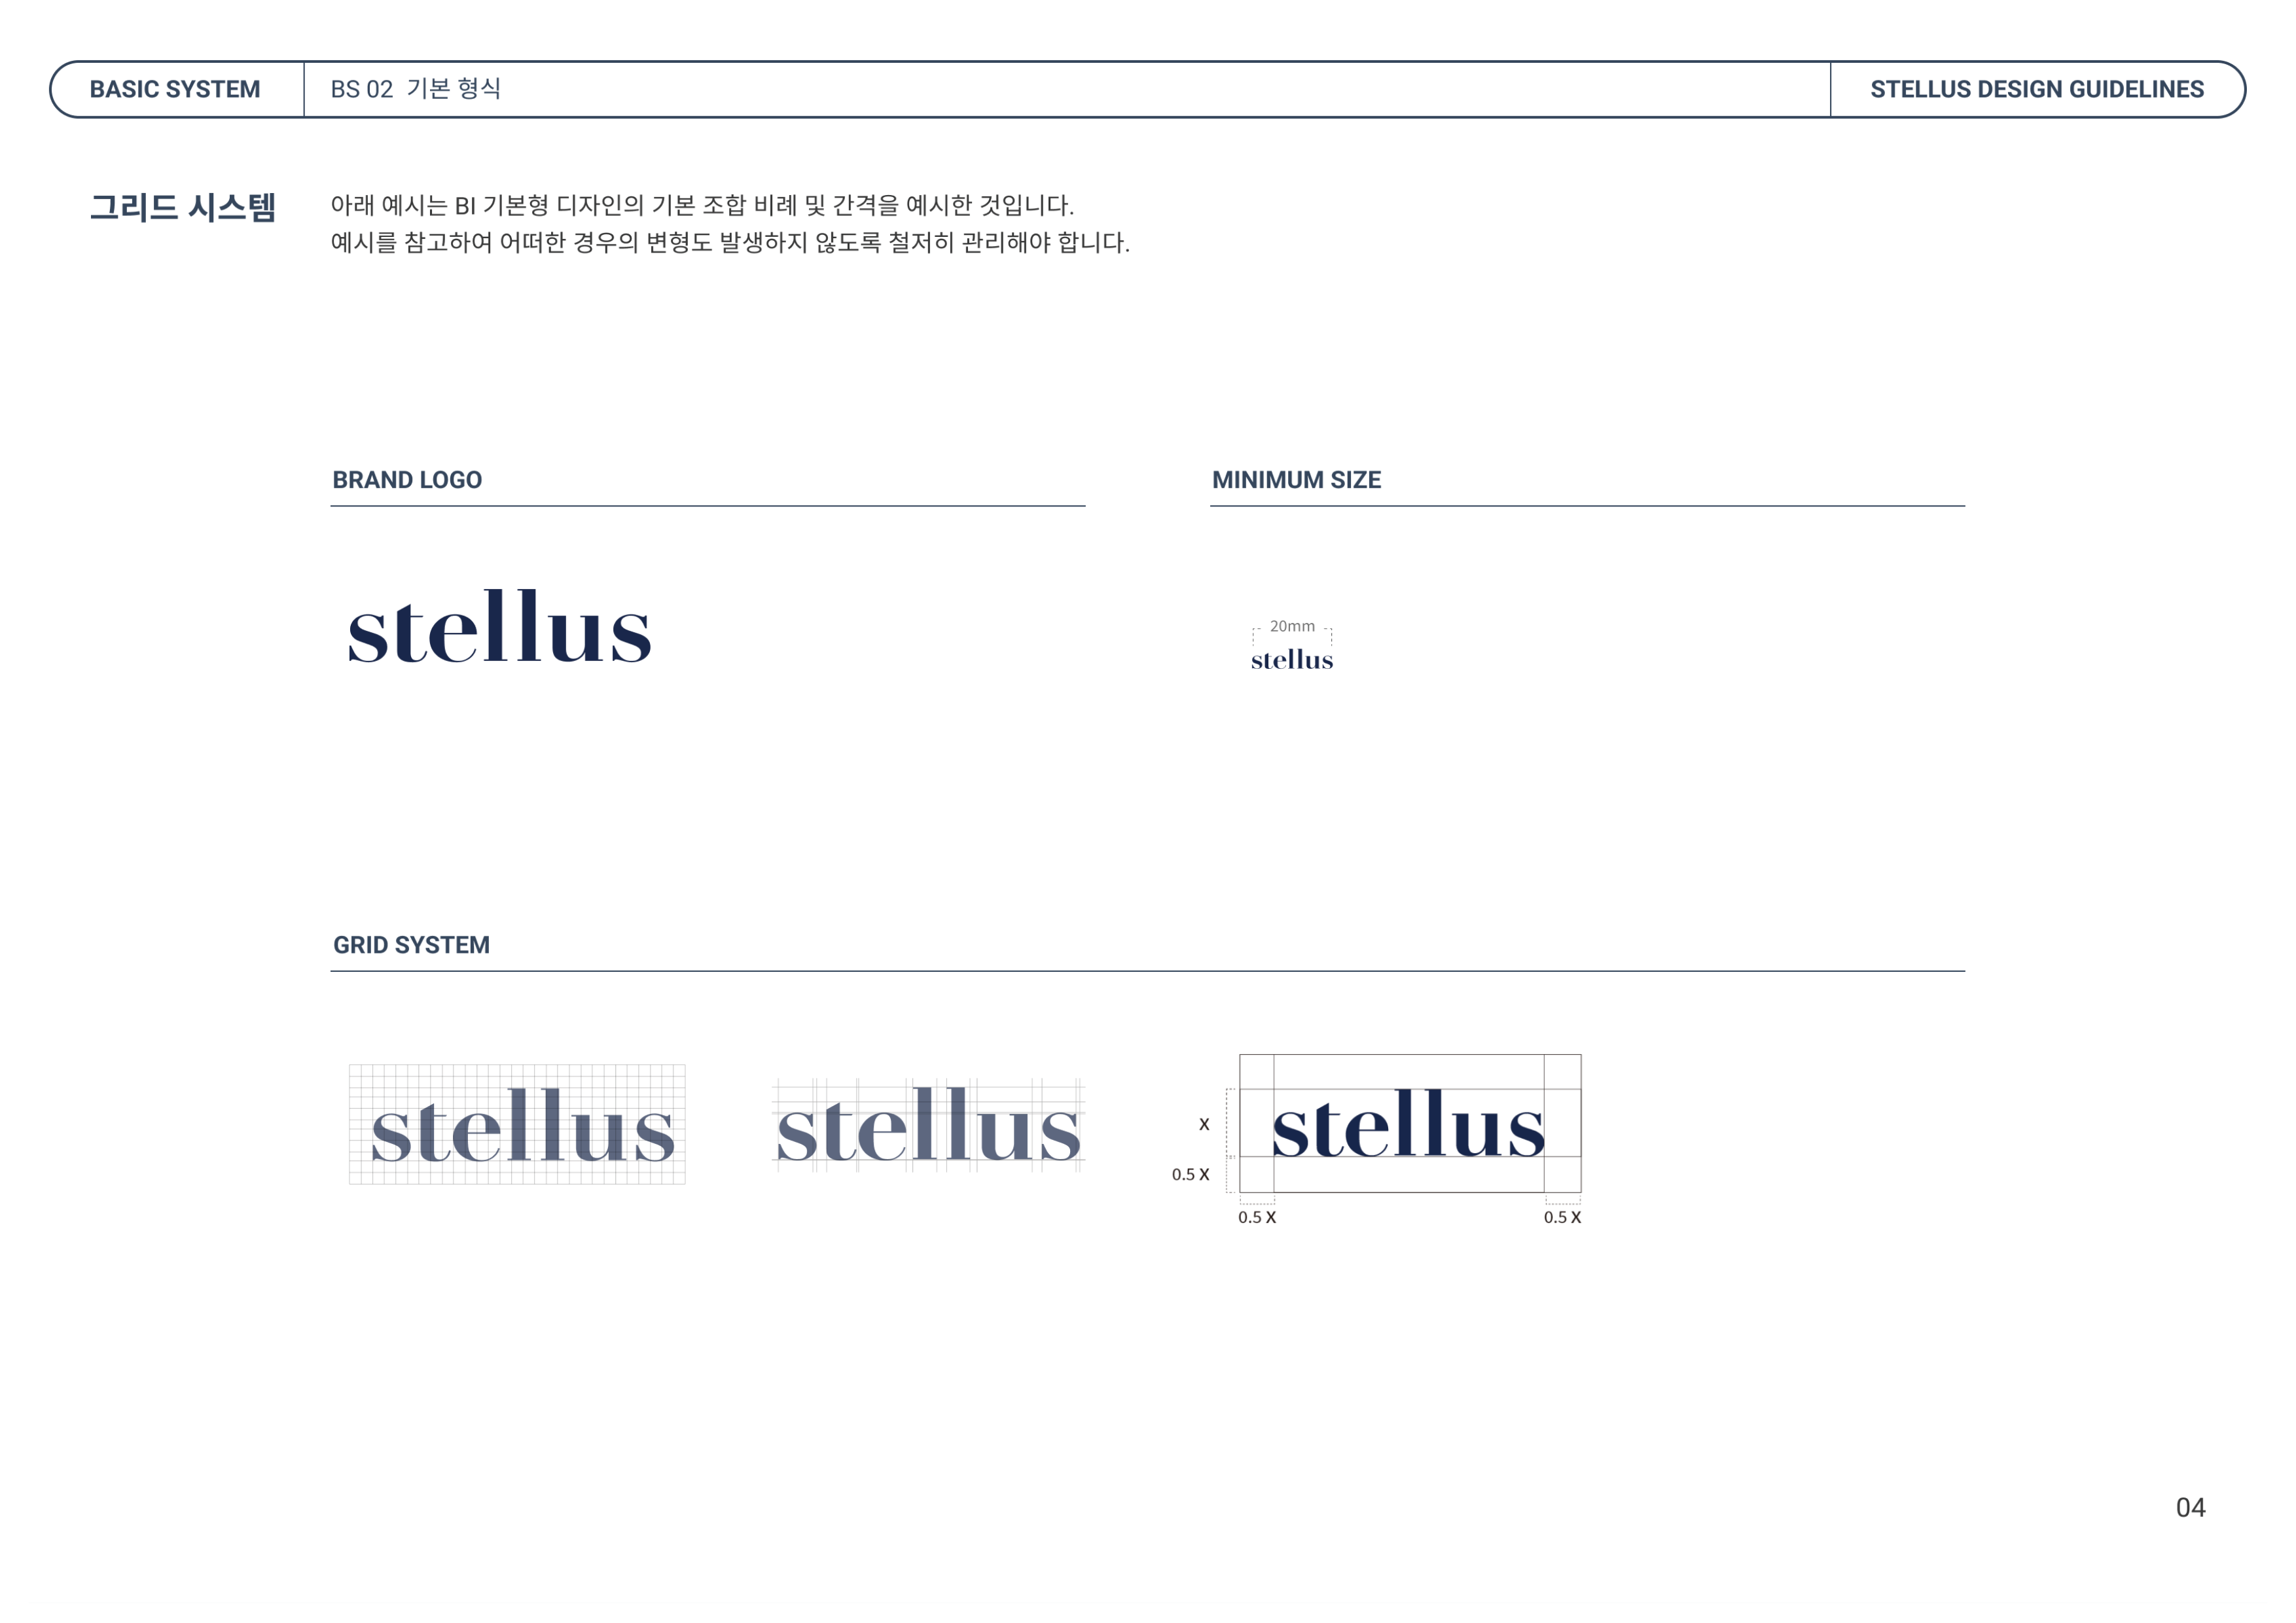 BASIC SYSTEM
BS 02 기본 형식
STELLUS DESIGN GUIDELINES
그리드 시스템
아래 예시는 BI 기본형 디자인의 기본 조합 비례 및 간격을 예시한 것입니다.
예시를 참고하여 어떠한 경우의 변형도 발생하지 않도록 철저히 관리해야 합니다.
BRAND LOGO
stellus
MINIMUM SIZE
20mm
stellus
GRID SYSTEM
stellus
stellus
X
stellus
0.5 X
0.5 X
0.5 X
04